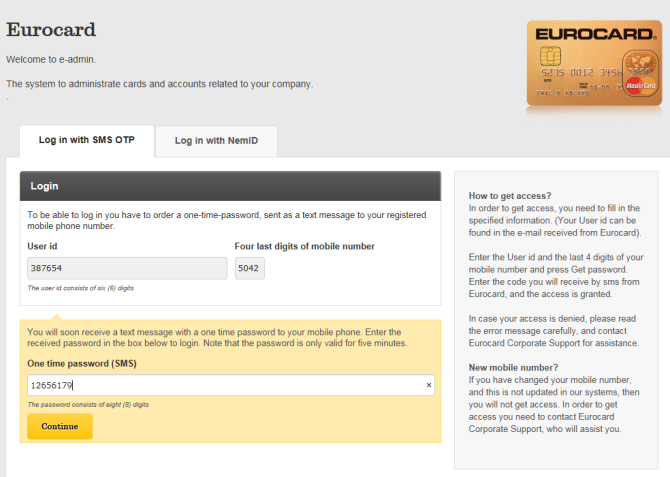 Eurocard
Welcome to e-admin.
The system to administrate cards and accounts related to your company.
.
EUROCARD
5275 0012 3456
MasterCard
Log in with SMS OTP
Log in with NemID
Login
To be able to log in you have to order a one-time-password, sent as a text message to your registered
mobile phone number.
User id
Four last digits of mobile number
387654
5042
The user id consists of six (6) digits
You will soon receive a text message with a one time password to your mobile phone. Enter the
received password in the box below to login. Note that the password is only valid for five minutes.
One time password (SMS)
12656179
×
The password consists of eight (8) digits
Continue
How to get access?
In order to get access, you need to fill in the
specified information. (Your User id can be
found in the e-mail received from Eurocard).
Enter the User id and the last 4 digits of your
mobile number and press Get password.
Enter the code you will receive by sms from
Eurocard, and the access is granted.
In case your access is denied, please read
the error message carefully, and contact
Eurocard Corporate Support for assistance.
New mobile number?
If you have changed your mobile number,
and this is not updated in our systems, then
you will not get access. In order to get
access you need to contact Eurocard
Corporate Support, who will assist you.